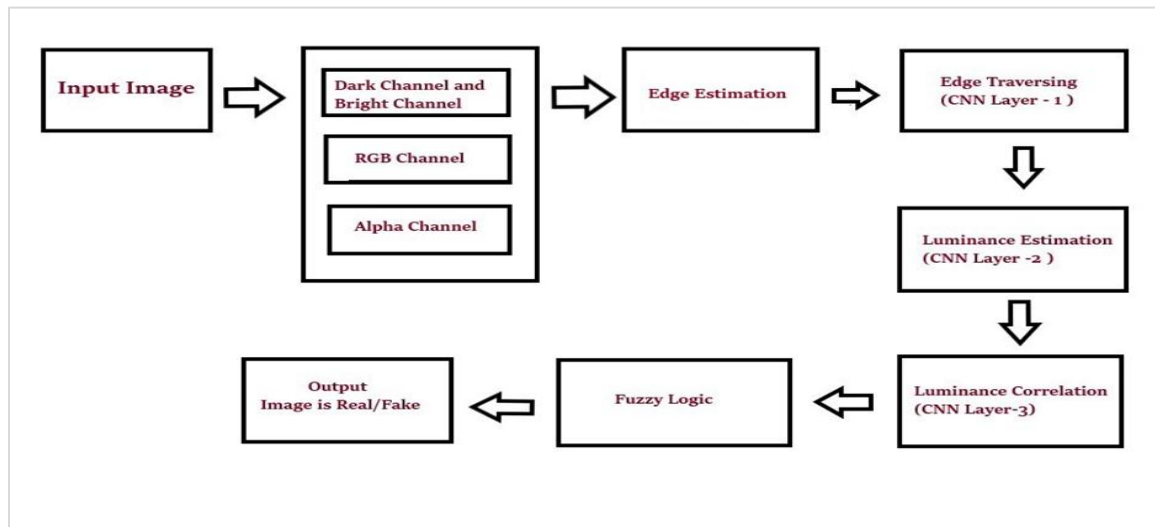 Input Image
Dark Channel and
Bright Channel
RGB Channel
Alpha Channel
Edge Estimation
Edge Traversing
(CNN Layer - 1 )
Luminance Estimation
(CNN Layer -2 )
Luminance Correlation
(CNN Layer-3)
Fuzzy Logic
Output
Image is Real/Fake